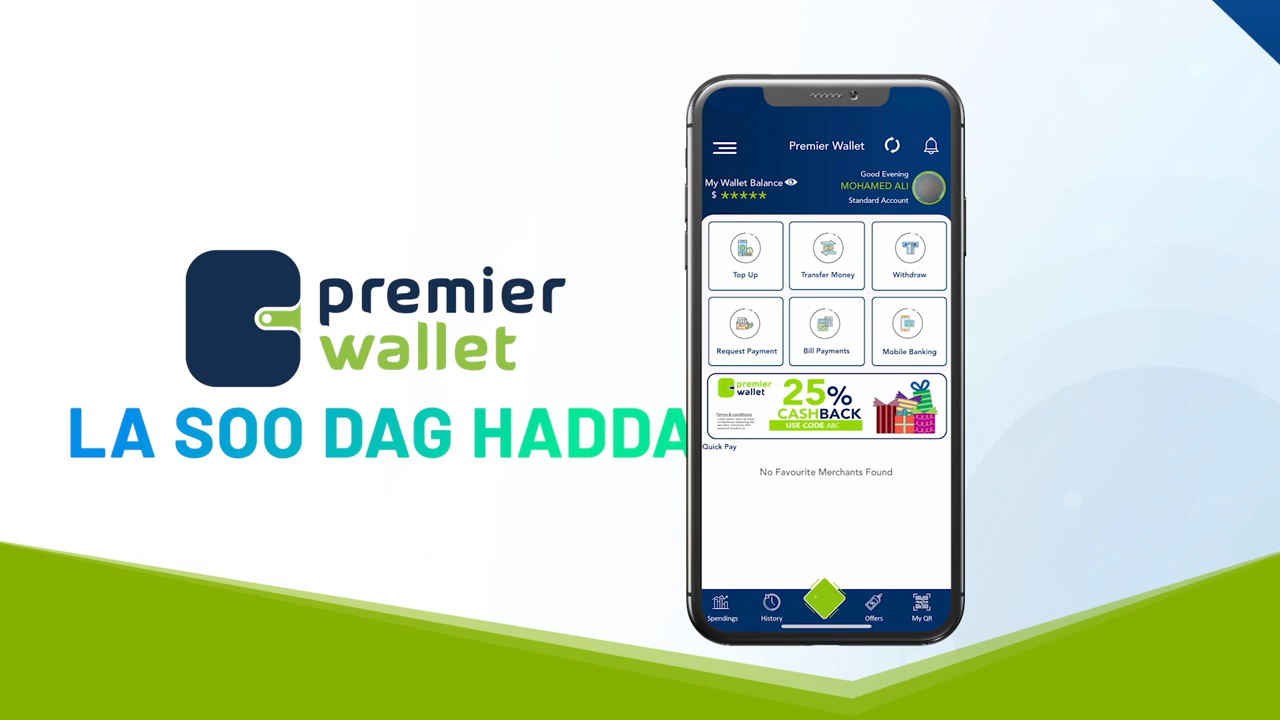 premier
wallet
LA SOO DAG HADDA
Premier Wallet
My Wallet Balance
$ *****
Good Evening
MOHAMED ALI
Standard Account
Top Up
Transfer Money
Withdraw
Request Payment
Bill Payments
Mobile Banking
premier
wallet
Terms & conditions
25%
CASHBACK
USE CODE ABC
Quick Pay
No Favourite Merchants Found
Spendings
History
Offers
My QR